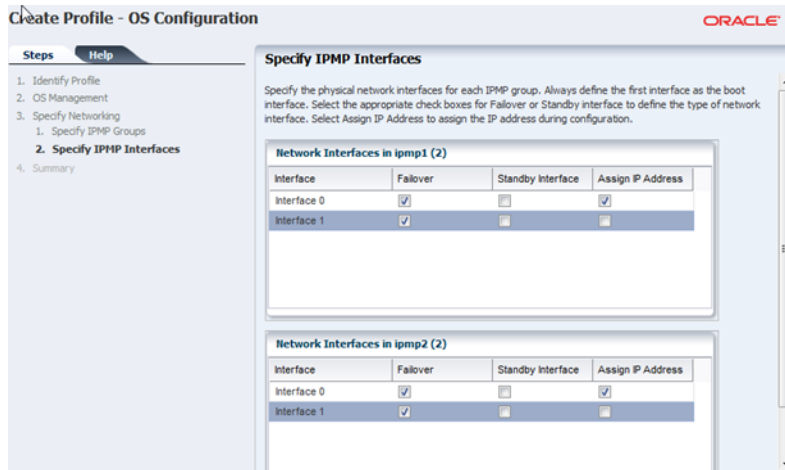 Create Profile - OS Configuration
ORACLE
Steps Help
1. Identify Profile
2. OS Management
3. Specify Networking
1. Specify IPMP Groups
2. Specify IPMP Interfaces
4. Summary
Specify IPMP Interfaces
Specify the physical network interfaces for each IPMP group. Always define the first interface as the boot
interface. Select the appropriate check boxes for Failover or Standby interface to define the type of network
interface. Select Assign IP Address to assign the IP address during configuration.
Network Interfaces in ipmp1 (2)
Interface Failover Standby Interface Assign IP Address
Interface 0
Interface 1
Network Interfaces in ipmp2 (2)
Interface Failover Standby Interface Assign IP Address
Interface 0
Interface 1